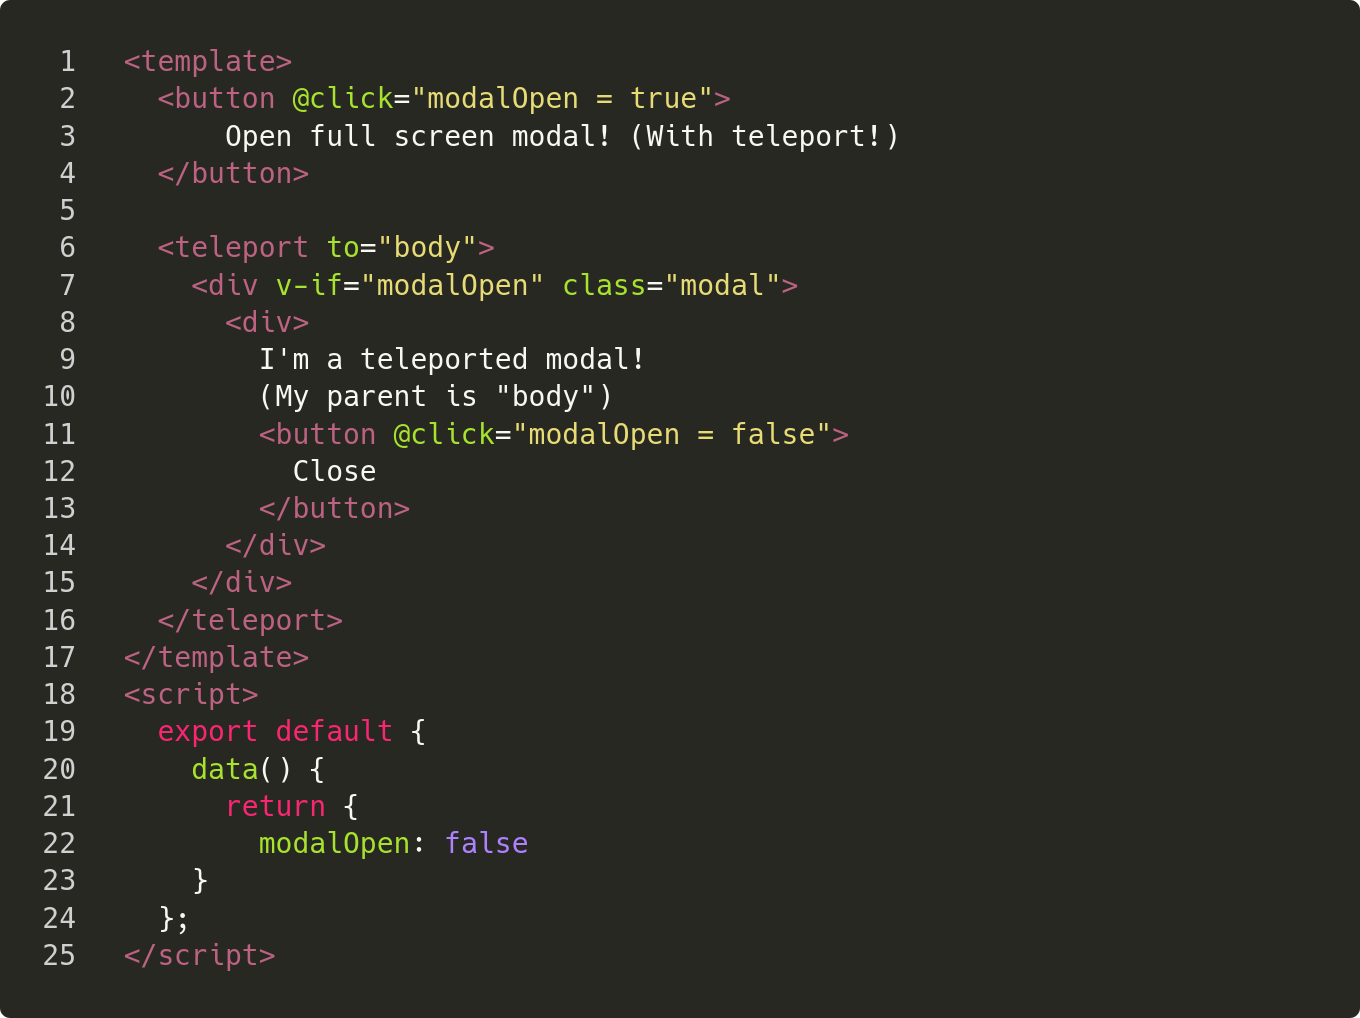 1 <template>
2   <button @click="modalOpen = true">
3       Open full screen modal! (With teleport!)
4   </button>
5
6   <teleport to="body">
7     <div v-if="modalOpen" class="modal">
8       <div>
9         I'm a teleported modal!
10         (My parent is "body")
11         <button @click="modalOpen = false">
12           Close
13         </button>
14       </div>
15     </div>
16   </teleport>
17 </template>
18 <script>
19   export default {
20     data() {
21       return {
22         modalOpen: false
23     }
24   };
25 </script>